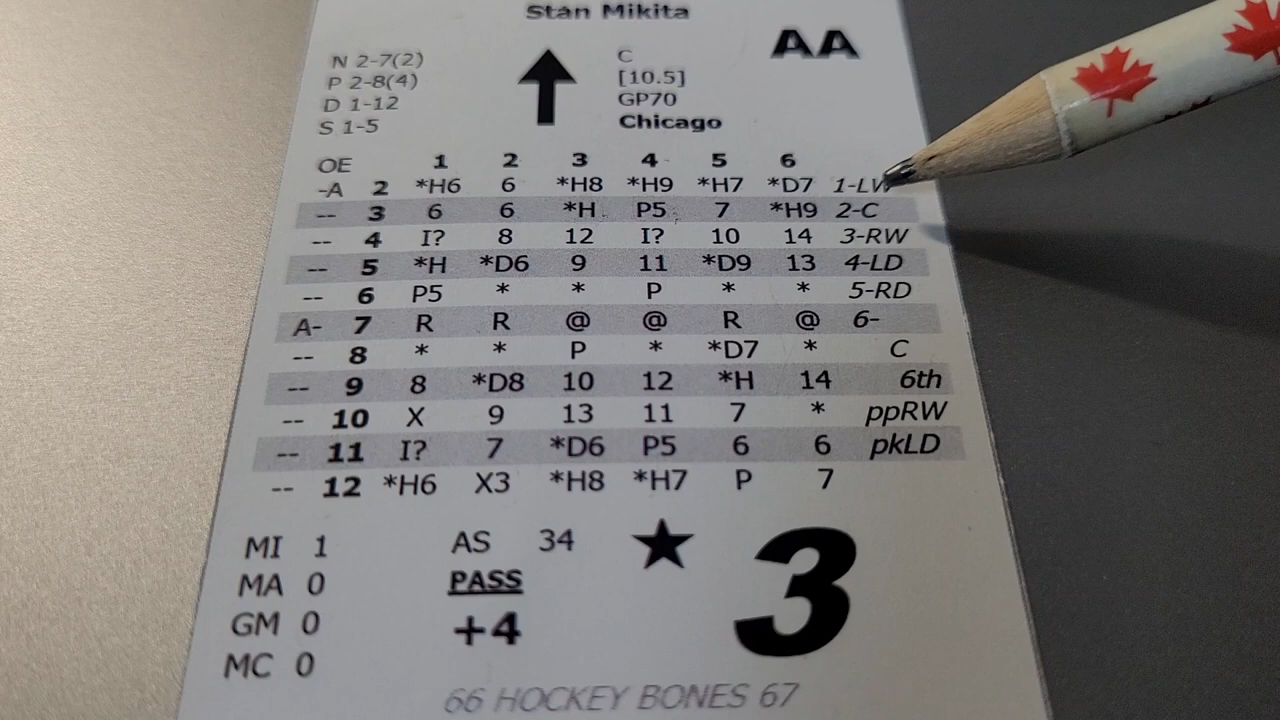 Stan Mikita
AA
N 2-7(2)
P 2-8(4)
D 1-12
S 1-5
C
[10.5]
GP70
Chicago
OE 1 2 3 4 5 6
-A 2 *H6 6 *H8 *H9 *H7 *D7 1-LW
-- 3 6 6 *H P5 7 *H9 2-C
-- 4 I? 8 12 I? 10 14 3-RW
-- 5 *H *D6 9 11 *D9 13 4-LD
-- 6 P5 * * P * * 5-RD
A- 7 R R @ @ R @ 6-
-- 8 * * P * *D7 * C
-- 9 8 *D8 10 12 *H 14 6th
-- 10 X 9 13 11 7 * ppRW
-- 11 I? 7 *D6 P5 6 6 pkLD
-- 12 *H6 X3 *H8 *H7 P 7
MI 1
MA 0
GM 0
MC 0
AS 34
PASS
+4
3
66 HOCKEY BONES 67